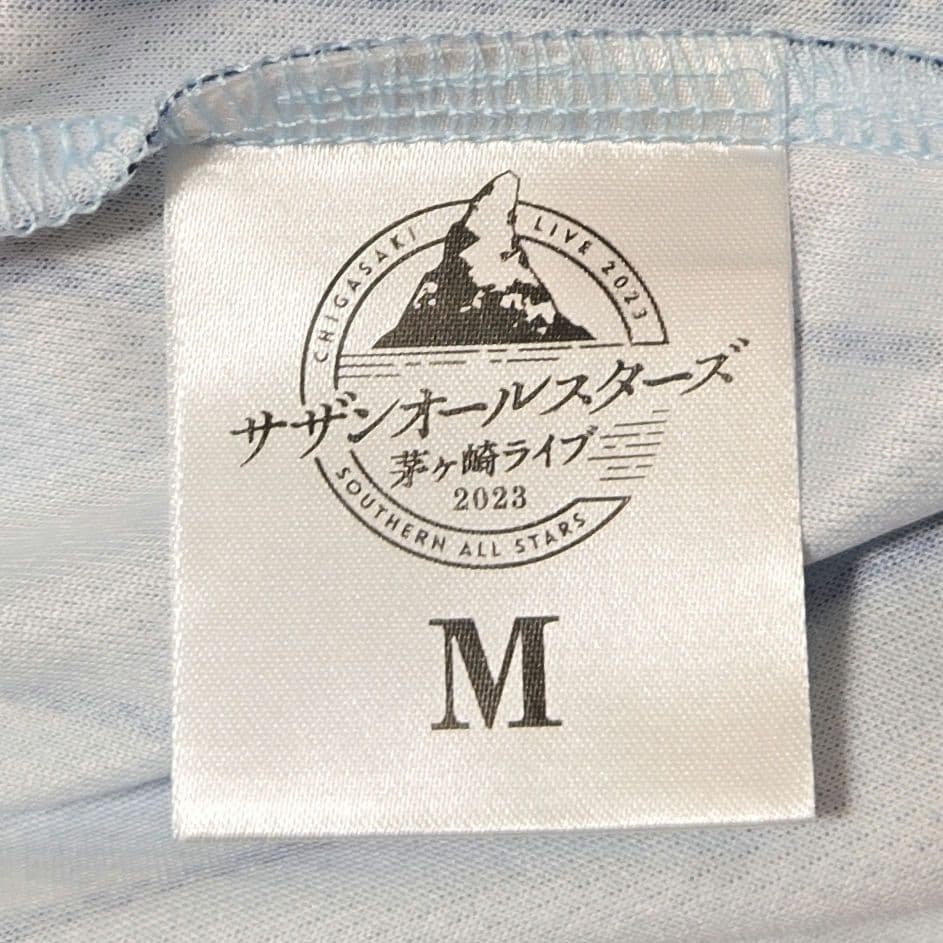 CHIGASAKI LIVE 2023
サザンオールスターズ
茅ヶ崎ライブ
2023
SOUTHERN ALL STARS
M